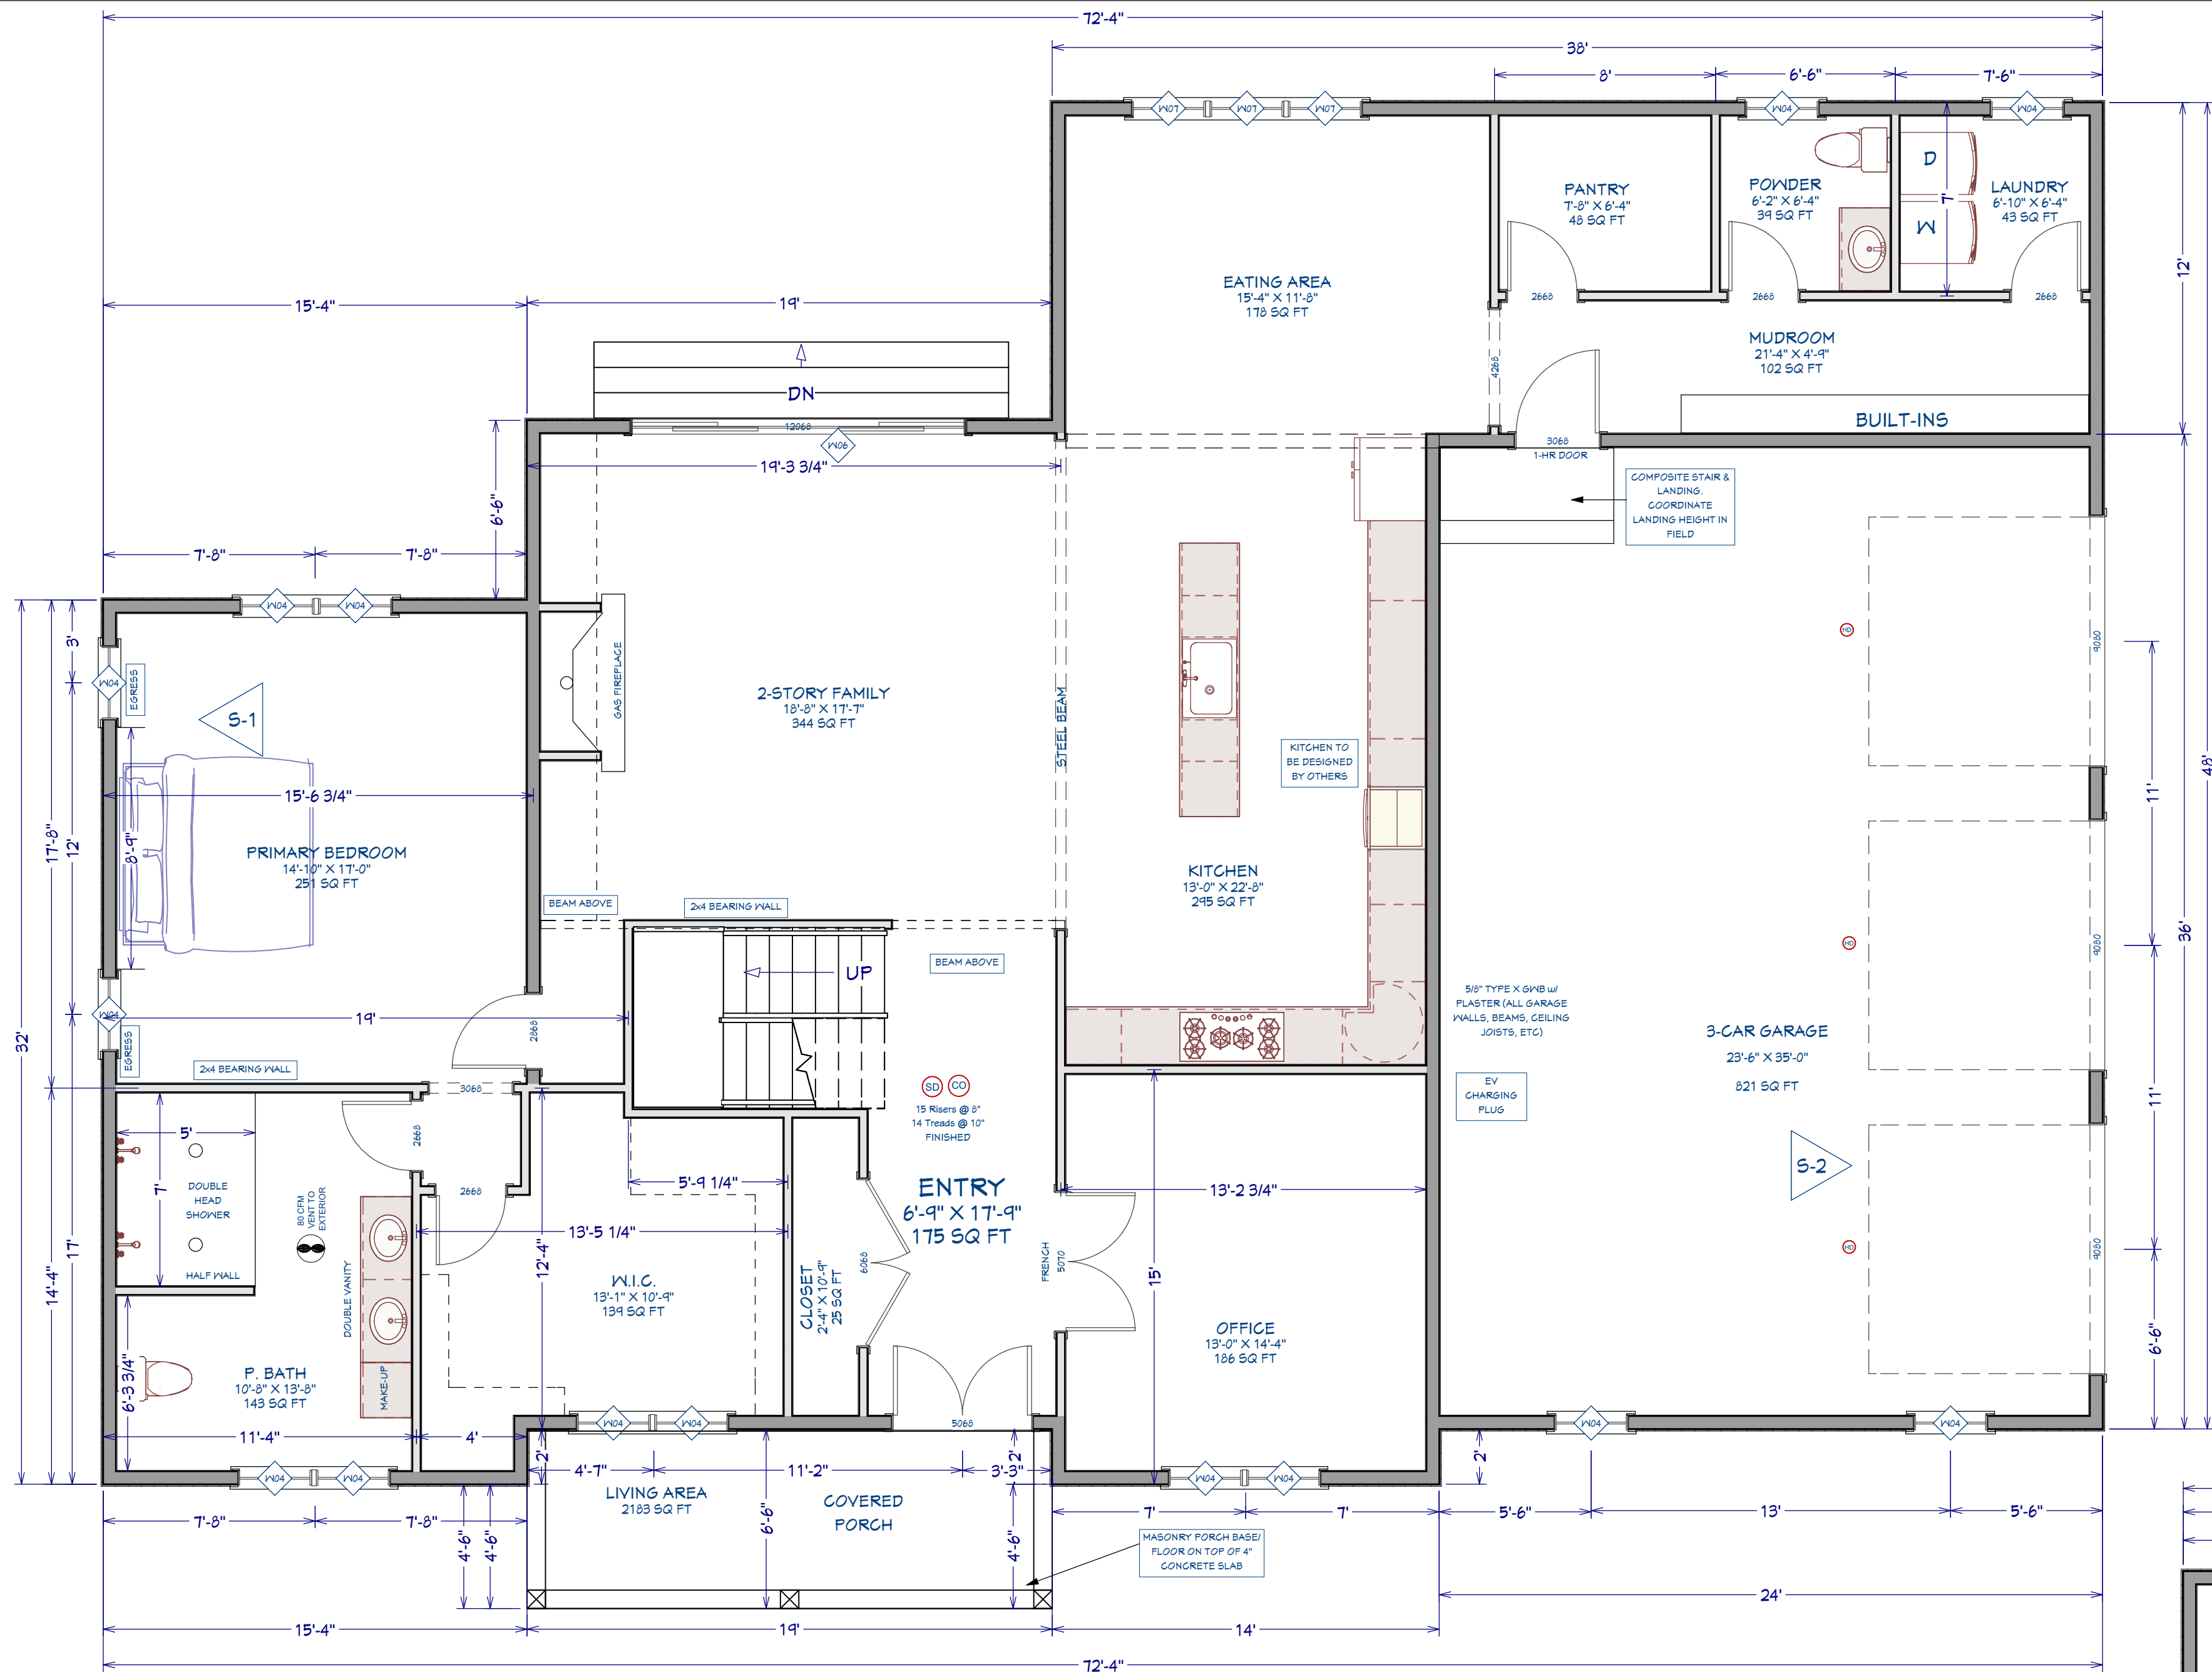 72'-4"
38'
8'
6'-6"
7'-6"
W07
W07
W07
W04
W04
PANTRY
7'-8" X 6'-4"
48 SQ FT
POWDER
6'-2" X 6'-4"
39 SQ FT
D
W
7'
LAUNDRY
6'-10" X 6'-4"
43 SQ FT
12'
48'
EATING AREA
15'-4" X 11'-8"
178 SQ FT
2668
2668
2668
15'-4"
19'
4268
MUDROOM
21'-4" X 4'-9"
102 SQ FT
BUILT-INS
DN
12068
W06
3068
1-HR DOOR
19'-3 3/4"
COMPOSITE STAIR &
LANDING.
COORDINATE
LANDING HEIGHT IN
FIELD
6'-6"
7'-8"
7'-8"
W04
W04
3'
W04
EGRESS
S-1
GAS FIREPLACE
2-STORY FAMILY
18'-8" X 17'-7"
344 SQ FT
STEEL BEAM
KITCHEN TO
BE DESIGNED
BY OTHERS
HD
9080
11'
15'-6 3/4"
17'-8"
12'
8'-9"
PRIMARY BEDROOM
14'-10" X 17'-0"
251 SQ FT
KITCHEN
13'-0" X 22'-8"
295 SQ FT
BEAM ABOVE
2x4 BEARING WALL
BEAM ABOVE
UP
HD
9080
36'
W04
19'
EGRESS
2868
32'
2x4 BEARING WALL
5/8" TYPE X GWB w/
PLASTER (ALL GARAGE
WALLS, BEAMS, CEILING
JOISTS, ETC)
3-CAR GARAGE
23'-6" X 35'-0"
821 SQ FT
EV
CHARGING
PLUG
3068
SD
CO
15 Risers @ 8"
14 Treads @ 10"
FINISHED
11'
5'
2668
S-2
7'
DOUBLE
HEAD
SHOWER
80 CFM
VENT TO
EXTERIOR
2668
5'-9 1/4"
ENTRY
6'-9" X 17'-9"
175 SQ FT
13'-2 3/4"
13'-5 1/4"
12'-4"
17'
14'-4"
HALF WALL
DOUBLE VANITY
W.I.C.
13'-1" X 10'-9"
139 SQ FT
CLOSET
2'-4" X 10'-9"
25 SQ FT
6068
FRENCH
5070
15'
HD
9080
OFFICE
13'-0" X 14'-4"
186 SQ FT
6'-6"
6'-3 3/4"
P. BATH
10'-8" X 13'-8"
143 SQ FT
MAKE-UP
11'-4"
4'
W04
W04
5068
W04
W04
2'
2'
2'
4'-7"
11'-2"
3'-3"
W04
W04
W04
W04
LIVING AREA
2183 SQ FT
COVERED
PORCH
7'-8"
7'-8"
4'-6"
4'-6"
6'-6"
4'-6"
7'
7'
5'-6"
13'
5'-6"
MASONRY PORCH BASE/
FLOOR ON TOP OF 4"
CONCRETE SLAB
24'
15'-4"
19'
14'
72'-4"